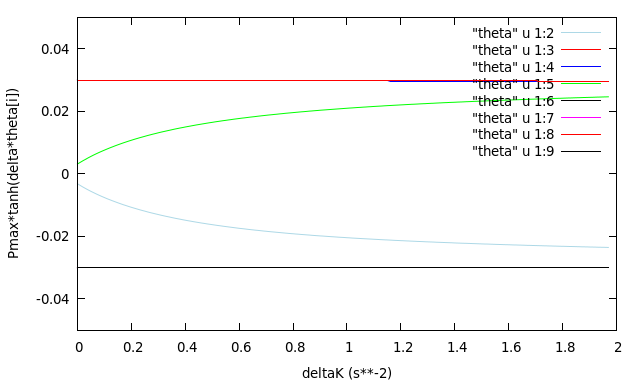 "theta" u 1:2
"theta" u 1:3
"theta" u 1:4
"theta" u 1:5
"theta" u 1:6
"theta" u 1:7
"theta" u 1:8
"theta" u 1:9
0.04
0.02
0
-0.02
-0.04
Pmax*tanh(delta*theta[i])
0 0.2 0.4 0.6 0.8 1 1.2 1.4 1.6 1.8 2
deltaK (s**-2)